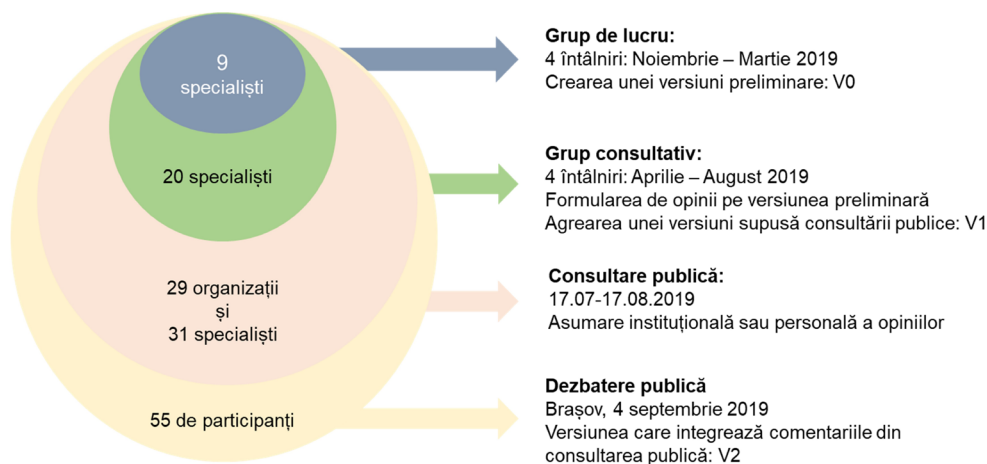 9
specialiști
20 specialiști
29 organizații
și
31 specialiști
55 de participanți
Grup de lucru:
4 întâlniri: Noiembrie – Martie 2019
Crearea unei versiuni preliminare: V0
Grup consultativ:
4 întâlniri: Aprilie – August 2019
Formularea de opinii pe versiunea preliminară
Agrearea unei versiuni supusă consultării publice: V1
Consultare publică:
17.07-17.08.2019
Asumare instituțională sau personală a opiniilor
Dezbatere publică
Brașov, 4 septembrie 2019
Versiunea care integrează comentariile din
consultarea publică: V2